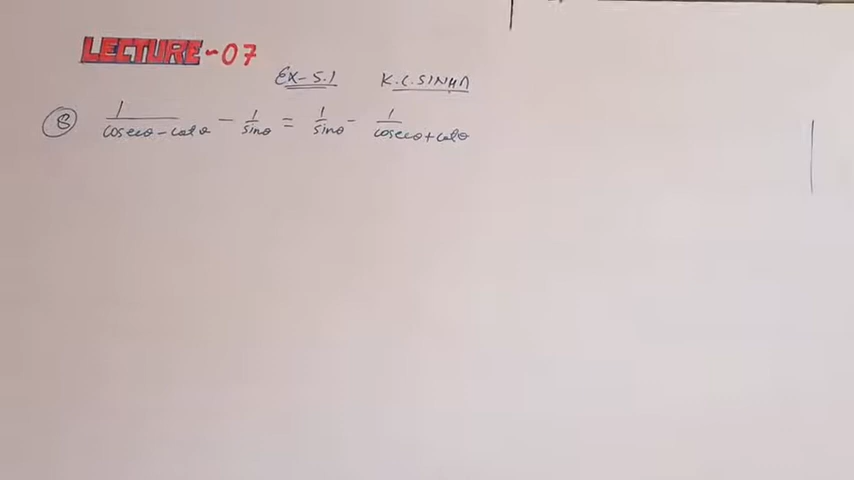 LECTURE-07
Ex-5.1 K.C.SINHA
8 1/(cosecθ-cotθ) - 1/sinθ = 1/sinθ - 1/(cosecθ+cotθ)